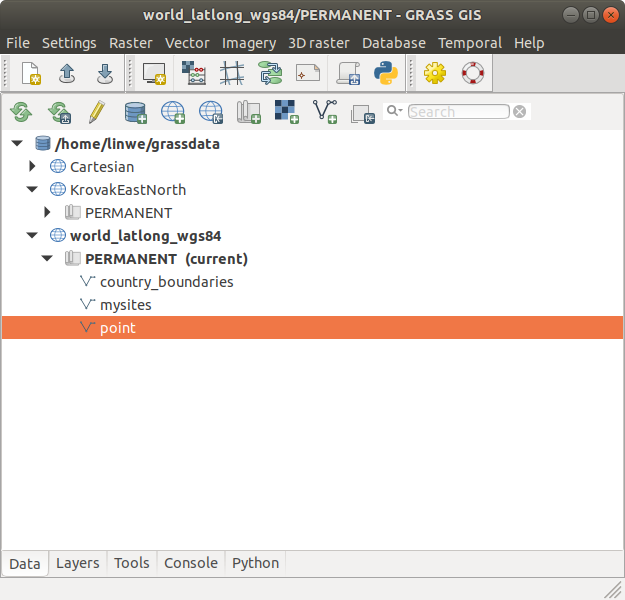 world_latlong_wgs84/PERMANENT - GRASS GIS
File Settings Raster Vector Imagery 3D raster Database Temporal Help
Search
/home/linwe/grassdata
Cartesian
KrovakEastNorth
PERMANENT
world_latlong_wgs84
PERMANENT (current)
country_boundaries
mysites
point
Data Layers Tools Console Python